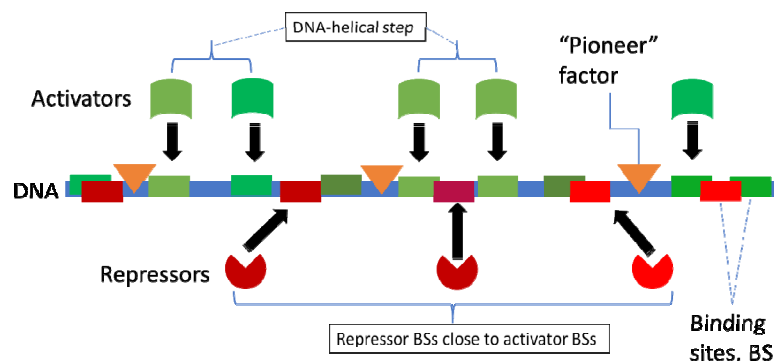 DNA-helical step
"Pioneer"
factor
Activators
DNA
Repressors
Repressor BSs close to activator BSs
Binding
sites, BS